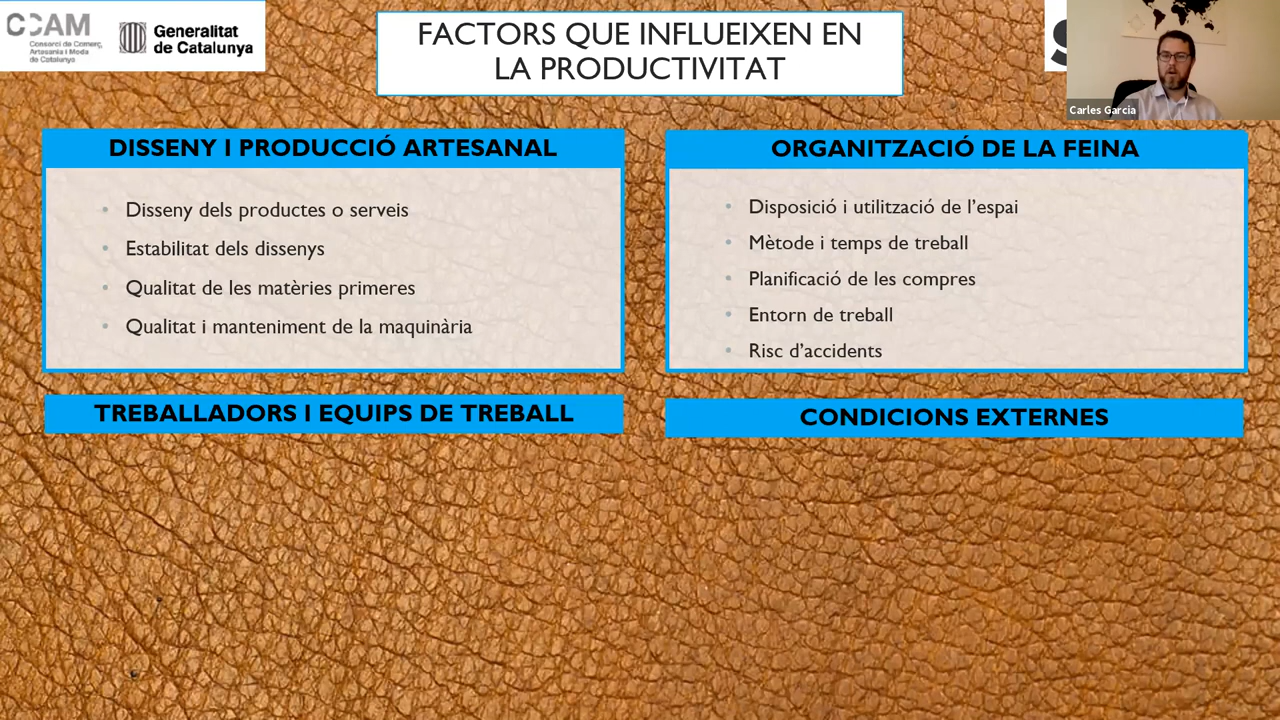 CCAM
Consorci de Comerç,
Artesania i Moda
de Catalunya
Generalitat
de Catalunya
FACTORS QUE INFLUEIXEN EN
LA PRODUCTIVITAT
Carles Garcia
DISSENY I PRODUCCIÓ ARTESANAL
Disseny dels productes o serveis
Estabilitat dels dissenys
Qualitat de les matèries primeres
Qualitat i manteniment de la maquinària
ORGANITZACIÓ DE LA FEINA
Disposició i utilització de l'espai
Mètode i temps de treball
Planificació de les compres
Entorn de treball
Risc d'accidents
TREBALLADORS I EQUIPS DE TREBALL
CONDICIONS EXTERNES